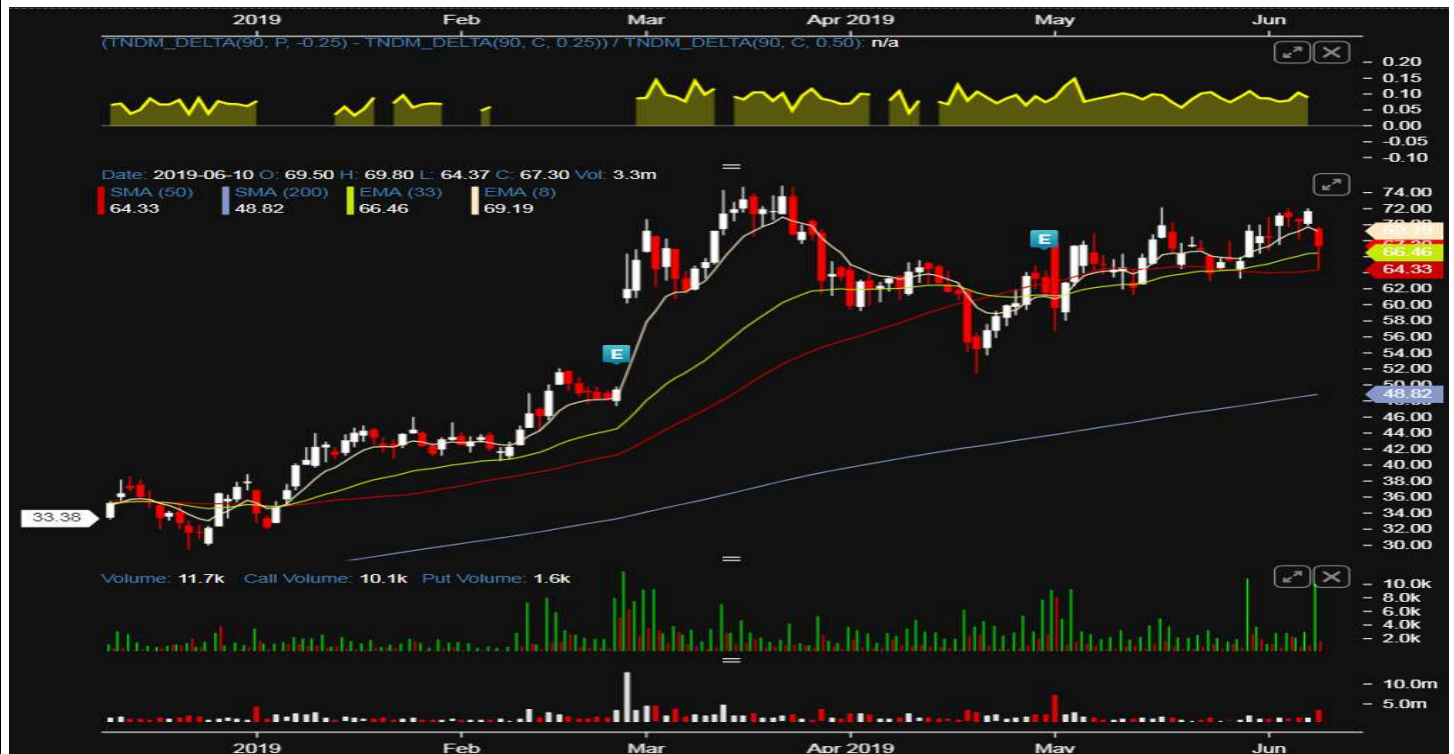 2019 Feb Mar Apr 2019 May Jun
(TNDM_DELTA(90, P, -0.25) - TNDM_DELTA(90, C, 0.25)) / TNDM_DELTA(90, C, 0.50): n/a
0.20
0.15
0.10
0.05
0.00
-0.05
-0.10
Date: 2019-06-10 O: 69.50 H: 69.80 L: 64.37 C: 67.30 Vol: 3.3m
SMA (50) SMA (200) EMA (33) EMA (8)
64.33 48.82 66.46 69.19
74.00
72.00
69.19
66.46
64.33
62.00
60.00
58.00
56.00
54.00
52.00
50.00
48.82
46.00
44.00
42.00
40.00
38.00
36.00
34.00
32.00
30.00
E
E
33.38
Volume: 11.7k Call Volume: 10.1k Put Volume: 1.6k
10.0k
8.0k
6.0k
4.0k
2.0k
10.0m
5.0m
2019 Feb Mar Apr 2019 May Jun